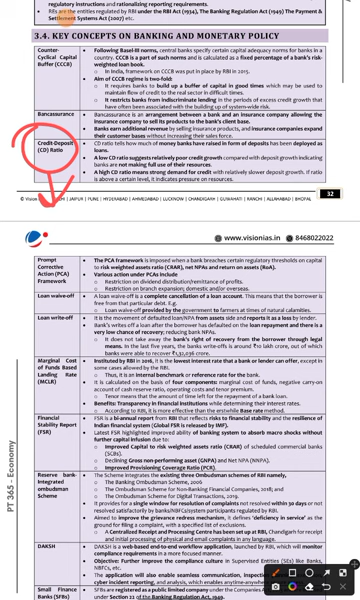 regulatory instructions and rationalising reporting obligations.
• REs are the entities regulated by RBI under the RBI Act (1934), The Banking Regulation Act (1949) The Payment &
Settlement Systems Act (2007) etc.
3.4. KEY CONCEPTS ON BANKING AND MONETARY POLICY
Counter-
Cyclical Capital
Buffer (CCCB)
• Following Basel-III norms, central banks specify certain capital adequacy norms for banks in a
country. CCCB is a part of such norms and is calculated as a fixed percentage of a bank's risk-
weighted loan book.
o In India, framework on CCCB was put in place by RBI in 2015.
• Aim of CCCB regime is two-fold:
o It requires banks to build up a buffer of capital in good times which may be used to
maintain flow of credit to the real sector in difficult times.
o It restricts banks from indiscriminate lending in the periods of excess credit growth that
have often been associated with the building up of system-wide risk.
Bancassurance
• Bancassurance is an arrangement between a bank and an insurance company allowing the
insurance company to sell its products to the bank's client base.
• Banks earn additional revenue by selling insurance products, and insurance companies expand
their customer bases without increasing their sales force.
Credit-Deposit
(CD) Ratio
• CD ratio tells how much of money banks have raised in form of deposits has been deployed as
loans.
• A low CD ratio suggests relatively poor credit growth compared with deposit growth indicating
banks are not making full use of their resources.
• A high CD ratio means strong demand for credit with relatively slower deposit growth. If ratio
is above a certain level, it indicates pressure on resources.
32
| JAIPUR | PUNE | HYDERABAD | AHMEDABAD | LUCKNOW | CHANDIGARH | GUWAHATI | RANCHI | ALLAHABAD | BHOPAL
www.visionias.in 8468022022
Prompt
Corrective
Action (PCA)
Framework
• The PCA framework is imposed when a bank breaches certain regulatory thresholds on capital
to risk weighted assets ratio (CRAR), net NPAs and return on assets (RoA).
• Various action under PCAs include
o Restriction on dividend distribution/remittance of profits.
o Restriction on branch expansion; domestic and/or overseas.
Loan waive-off
• A loan waive off is a complete cancellation of a loan account. This means that the borrower is
free from that particular debt. E.g.
o Loan waive-off provided by the government to farmers at times of natural calamities.
Loan write-off
• It is the movement of defaulted loan/NPA from assets side and reports it as a loss by lender.
• Bank's writes off a loan after the borrower has defaulted on the loan repayment and there is a
very low chance of recovery; reducing bank NPAs.
o It does not take away the bank's right of recovery from the borrower through legal
means. In the last five years, the banks write-offs is around ₹10 lakh crore, out of which
banks were able to recover ₹1,32,036 crore.
Marginal Cost
of Funds Based
Landing Rate
(MCLR)
• Instituted by RBI in 2016, it is the lowest interest rate that a bank or lender can offer, except in
some cases allowed by the RBI.
o Thus, it is an internal benchmark or reference rate for the bank.
• It is calculated on the basis of four components: marginal cost of funds, negative carry-on
account of cash reserve ratio, operating costs and tenor premium.
o Tenor means that the amount of time left for the repayment of a bank loan.
• Benefits: Transparency in financial institutions while determining their interest rates.
o According to RBI, it is more effective than the erstwhile Base rate method.
Financial
Stability Report
(FSR)
• FSR is a bi-annual report from RBI that reflects risks to financial stability and the resilience of
Indian financial system (Global FSR is released by IMF).
• Latest FSR highlighted improved ability of banking system to absorb macro shocks without
further capital infusion due to:
o Improved Capital to risk weighted assets ratio (CRAR) of scheduled commercial banks
(SCBs).
o Declining Gross non-performing asset (GNPA) and Net NPA (NNPA).
o Improved Provisioning Coverage Ratio (PCR).
Reserve bank-
Integrated
ombudsman
Scheme
• The Scheme integrates the existing three Ombudsman schemes of RBI namely,
o The Banking Ombudsman Scheme, 2006
o The Ombudsman Scheme for Non-Banking Financial Companies, 2018; and
o The Ombudsman Scheme for Digital Transactions, 2019.
• It provides for a single window for resolution of complaints not resolved within 30 days or not
resolved satisfactorily by banks/NBFCs/system participants regulated by RBI.
• Aimed to improve the grievance redress mechanism, it defines 'deficiency in service' as the
ground for filing a complaint, with a specified list of exclusions.
o A Centralised Receipt and Processing Centre has been set up at RBI, Chandigarh for receipt
and initial processing of physical and email complaints in any language.
DAKSH
• DAKSH is a web-based end-to-end workflow application, launched by RBI, which will monitor
compliance requirements in a more focused manner.
• Objective: Further improve the compliance culture in Supervised Entities (SEs) like Banks,
NBFCs, etc.
• The application will also enable seamless communication,
cyber incident reporting, and analysis, which enables
Small Finance
Banks (SFBs)
• SFBs are registered as a public limited company under the Companies
under Section 22 of the Banking Regulation Act, 1949.
PT 365 - Economy